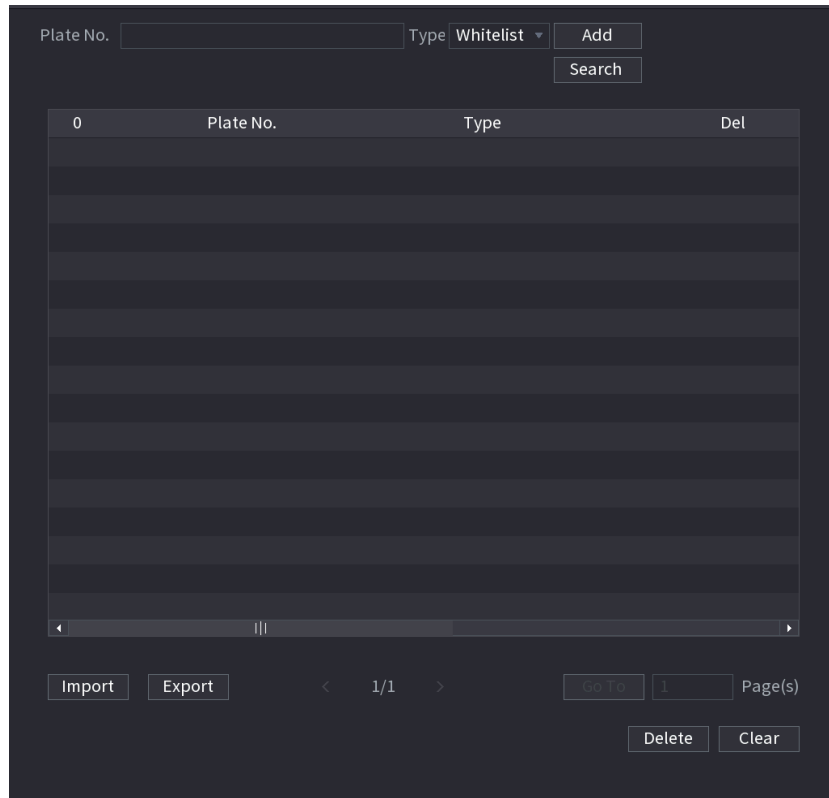 Plate No. Type Whitelist Add
Search
0 Plate No. Type Del
Import Export < 1/1 > Go To 1 Page(s)
Delete Clear